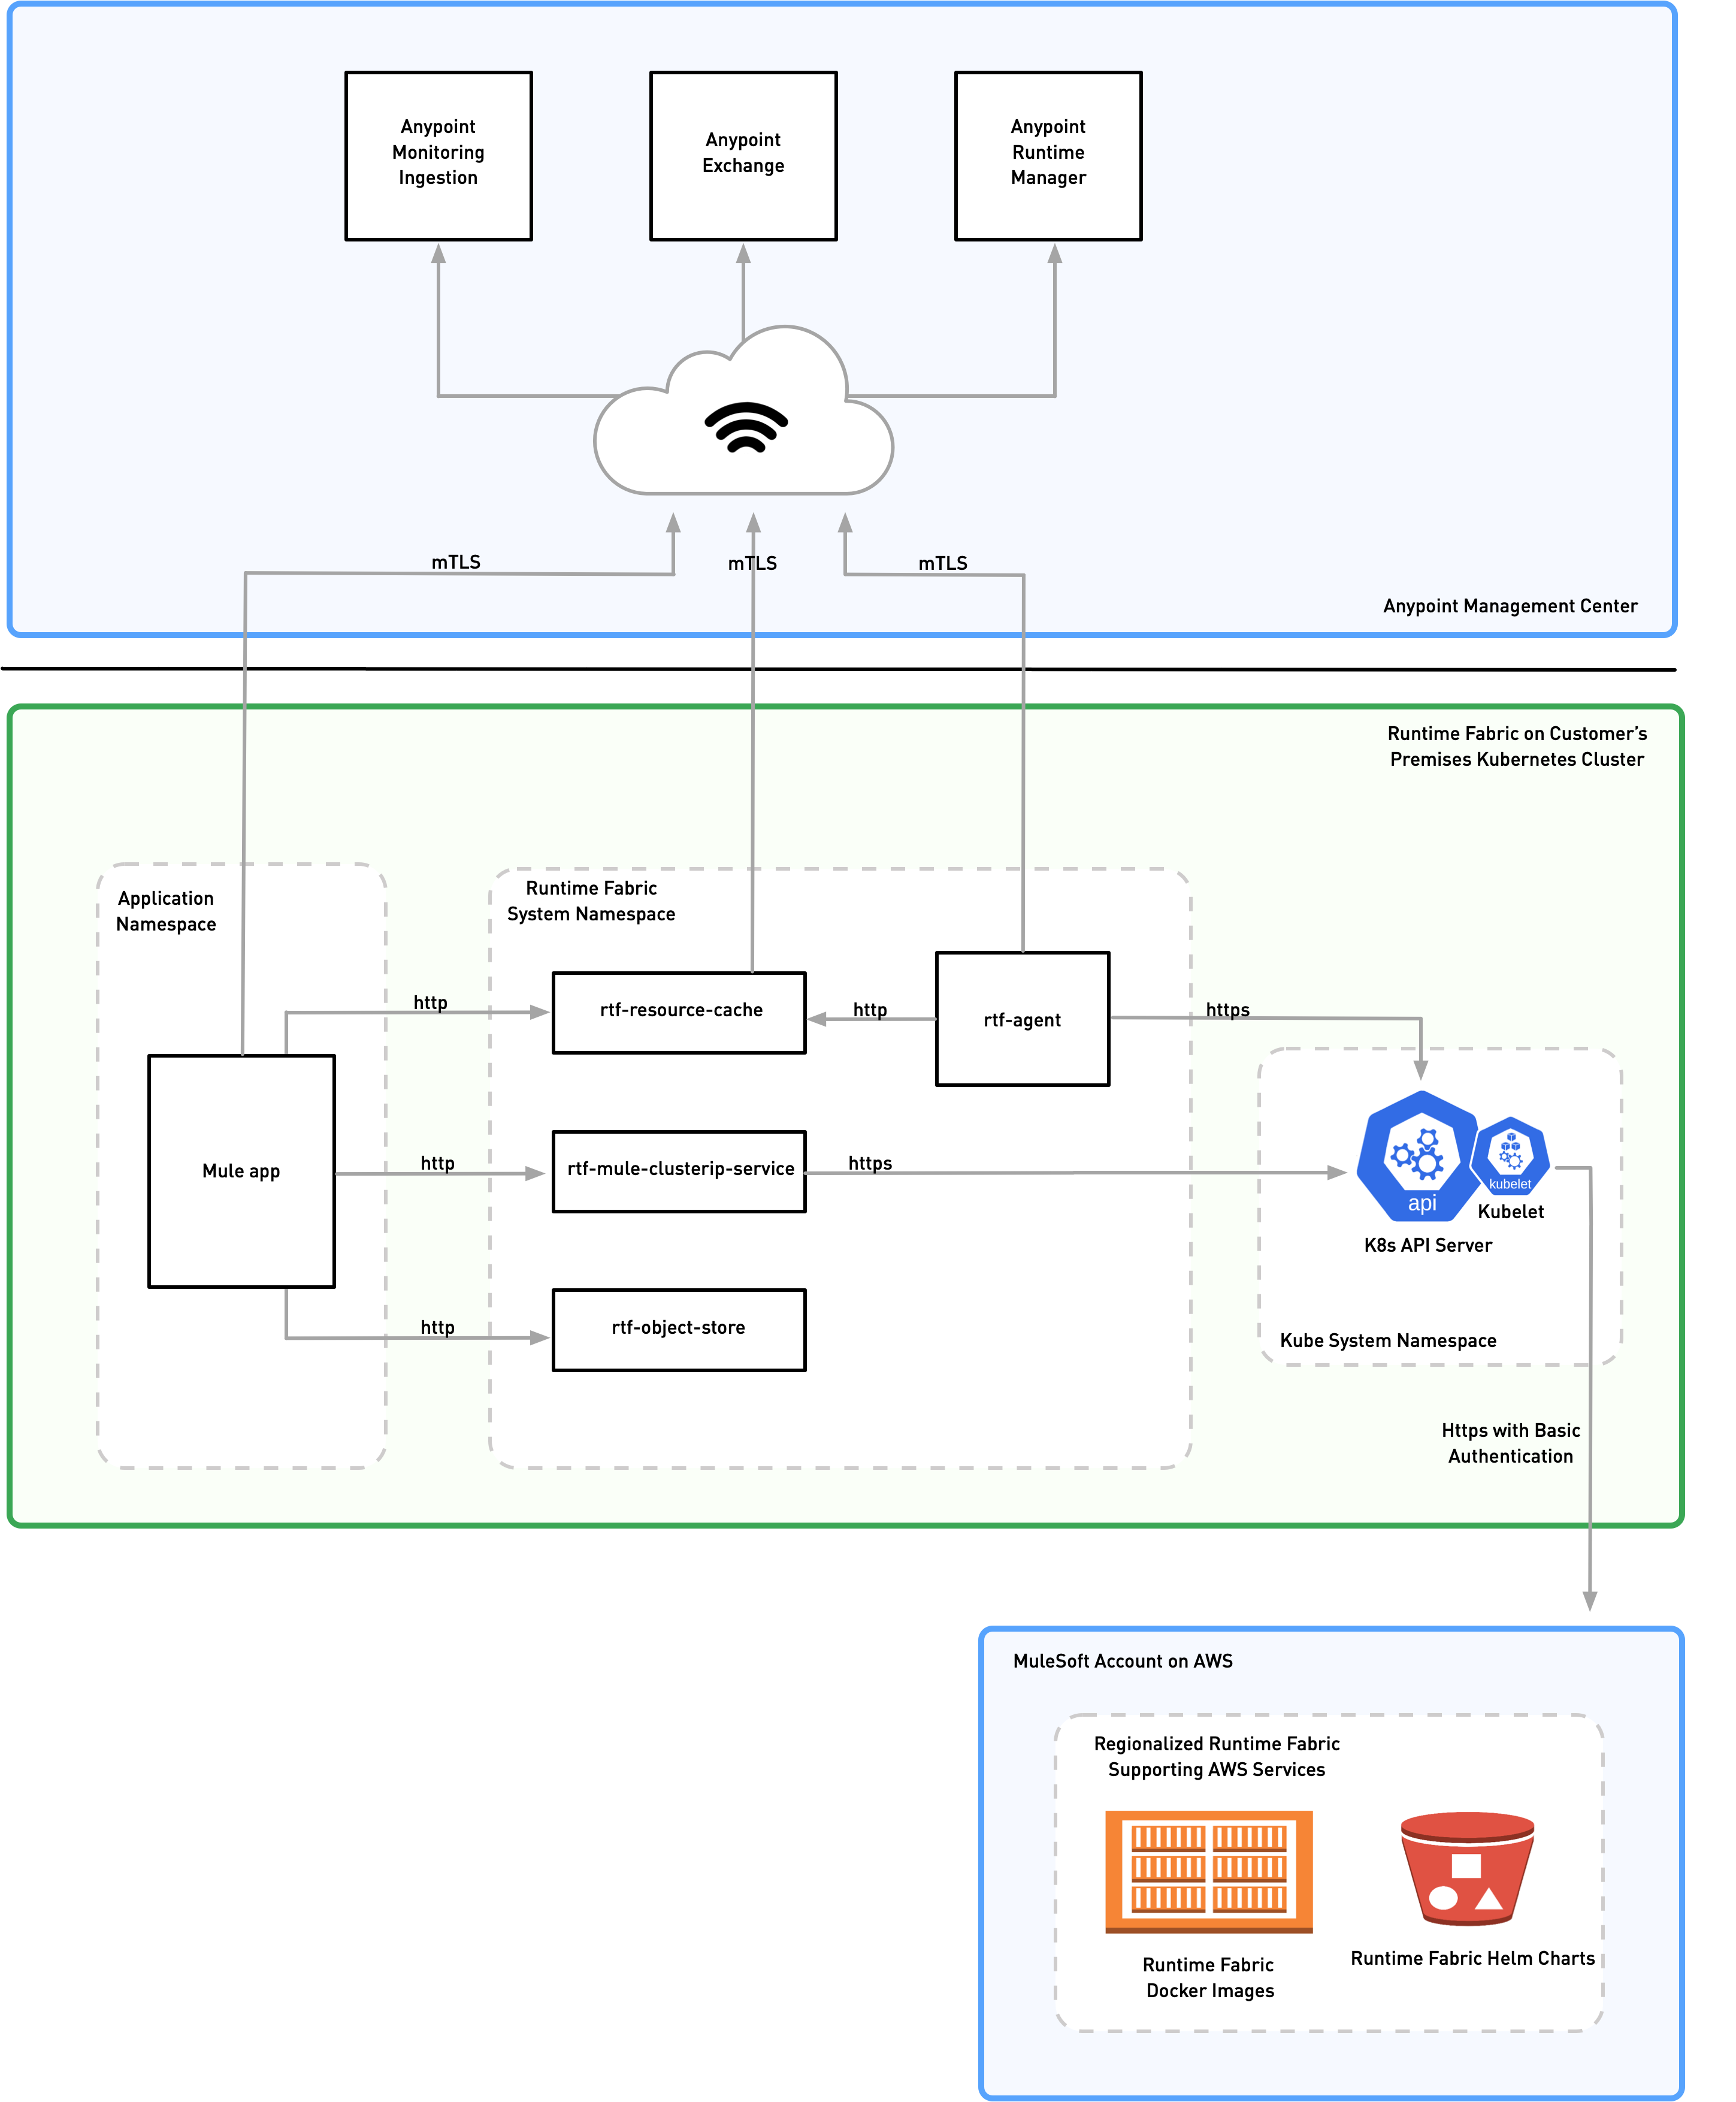 Anypoint
Monitoring
Ingestion
Anypoint
Exchange
Anypoint
Runtime
Manager
mTLS
mTLS
mTLS
Anypoint Management Center
Runtime Fabric on Customer’s
Premises Kubernetes Cluster
Application
Namespace
Runtime Fabric
System Namespace
http
rtf-resource-cache
http
rtf-agent
https
Mule app
http
rtf-mule-clusterip-service
https
api
kubelet
Kubelet
K8s API Server
http
rtf-object-store
Kube System Namespace
Https with Basic
Authentication
MuleSoft Account on AWS
Regionalized Runtime Fabric
Supporting AWS Services
Runtime Fabric
Docker Images
Runtime Fabric Helm Charts